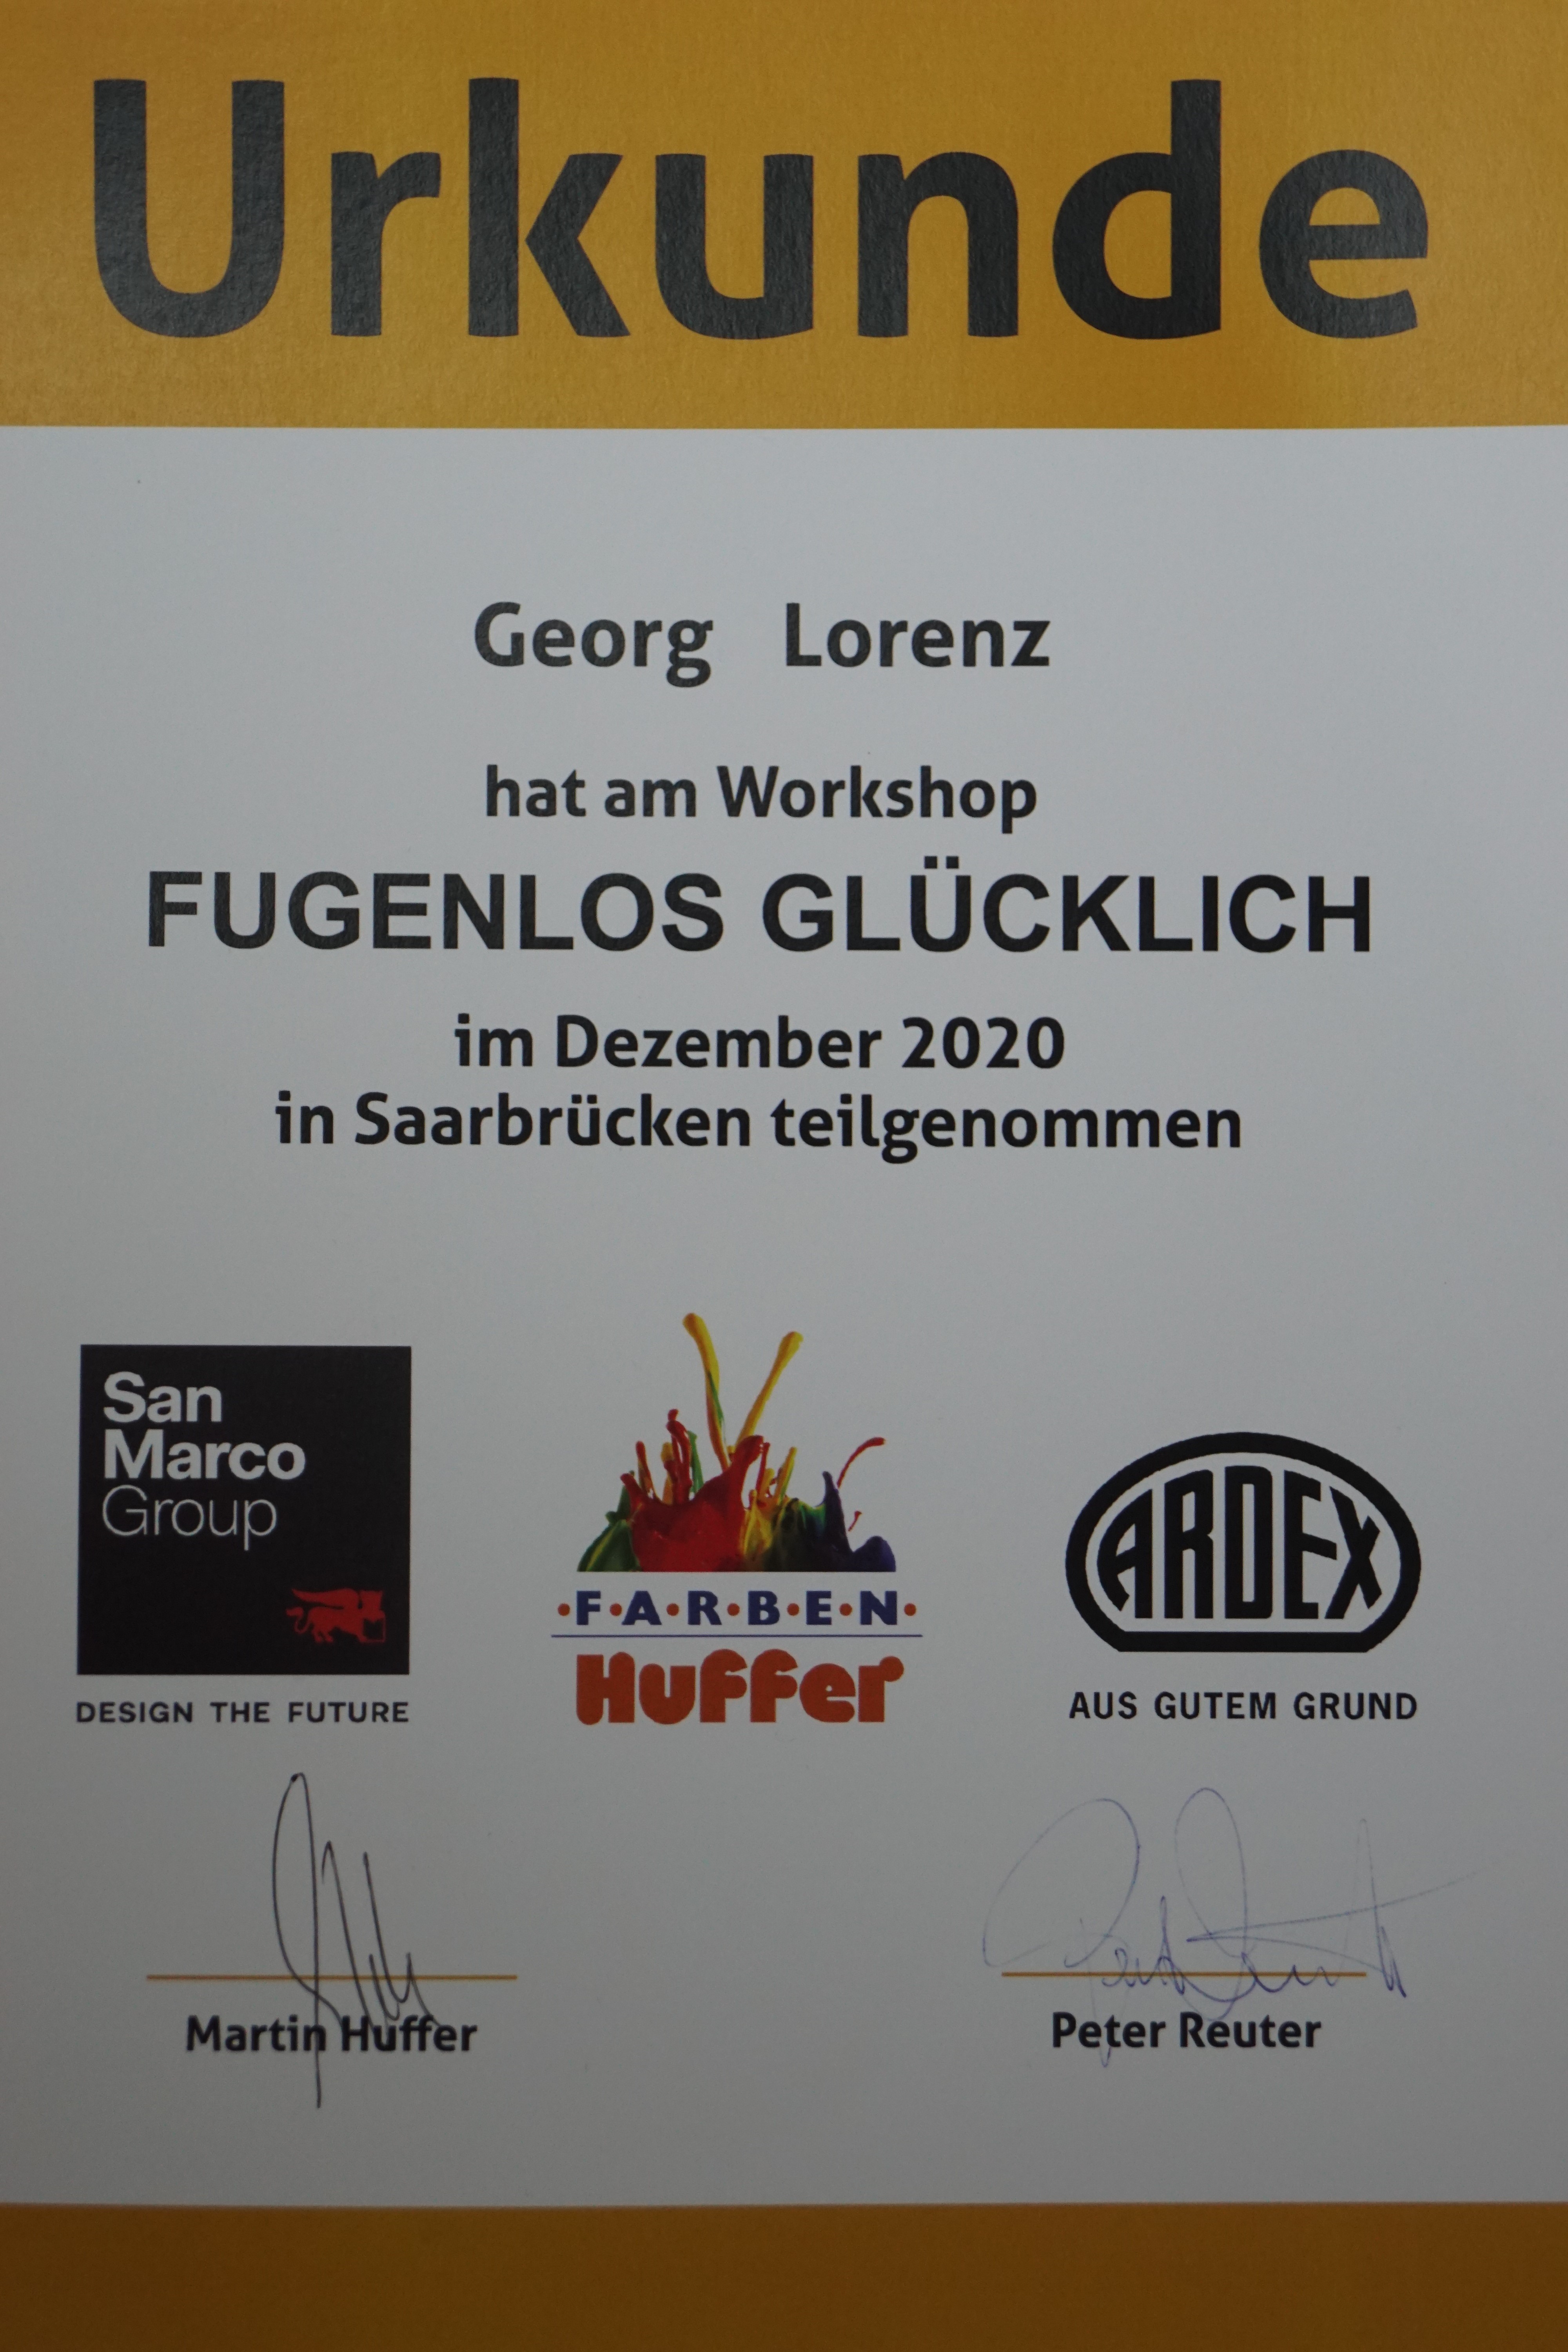 Urkunde
Georg Lorenz
hat am Workshop
FUGENLOS GLÜCKLICH
im Dezember 2020
in Saarbrücken teilgenommen
San
Marco
Group
DESIGN THE FUTURE
·F·A·R·B·E·N·
Huffer
ARDEX
AUS GUTEM GRUND
Martin Huffer
Peter Reuter